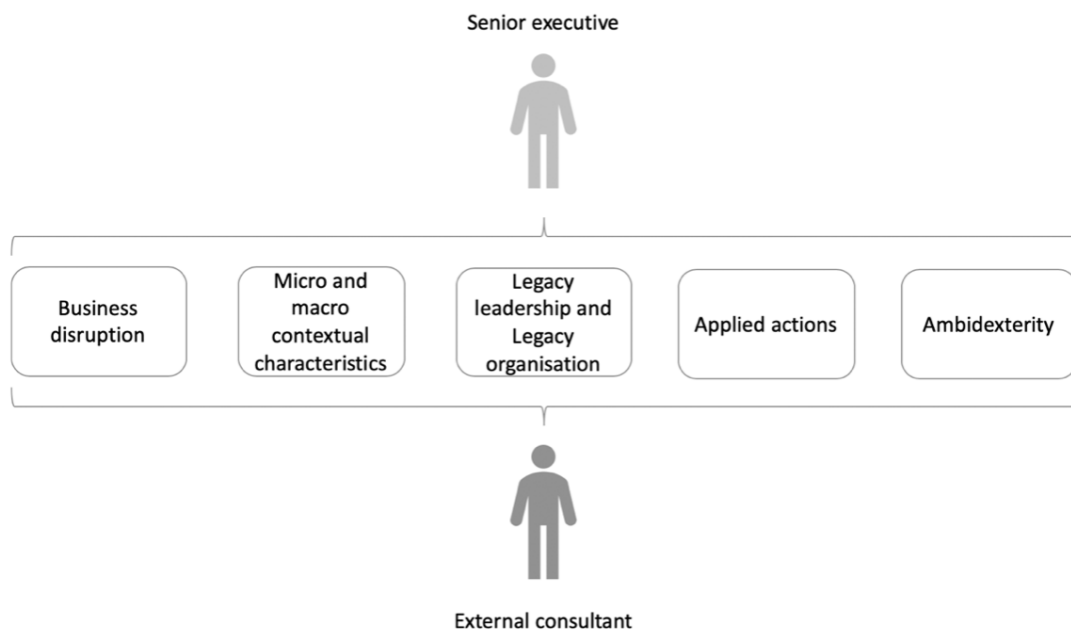 Senior executive
Business
disruption
Micro and
macro
contextual
characteristics
Legacy
leadership and
Legacy
organisation
Applied actions
Ambidexterity
External consultant